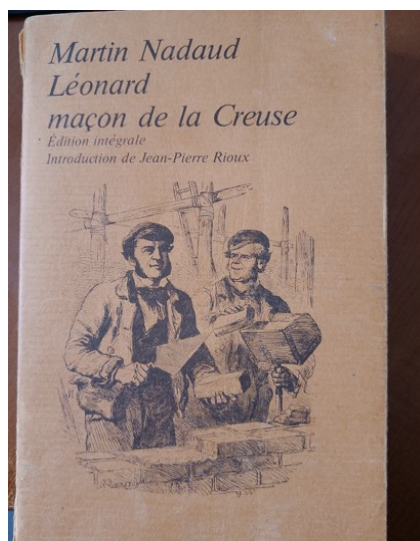 Martin Nadaud
Léonard
maçon de la Creuse
Édition intégrale
Introduction de Jean-Pierre Rioux